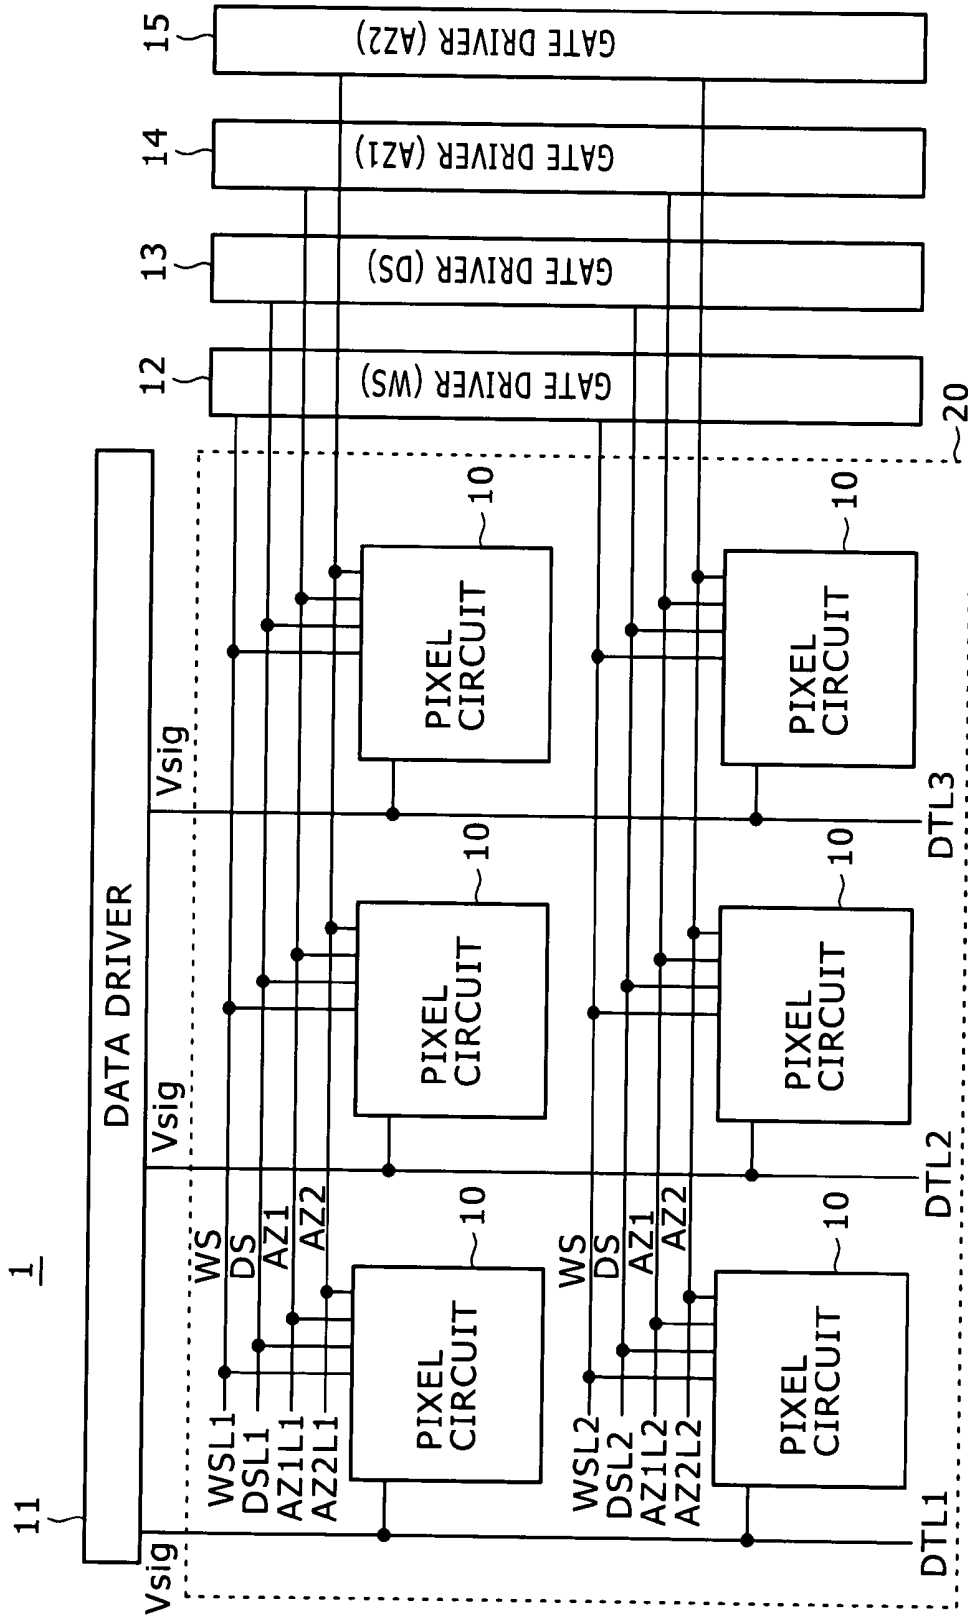 1
11
DATA DRIVER
Vsig
Vsig
Vsig
12
13
14
15
GATE DRIVER (WS)
GATE DRIVER (DS)
GATE DRIVER (AZ1)
GATE DRIVER (AZ2)
WSL1
DSL1
AZ1L1
AZ2L1
WS
DS
AZ1
AZ2
10
10
10
PIXEL
CIRCUIT
PIXEL
CIRCUIT
PIXEL
CIRCUIT
WSL2
DSL2
AZ1L2
AZ2L2
WS
DS
AZ1
AZ2
10
10
10
PIXEL
CIRCUIT
PIXEL
CIRCUIT
PIXEL
CIRCUIT
DTL1
DTL2
DTL3
20